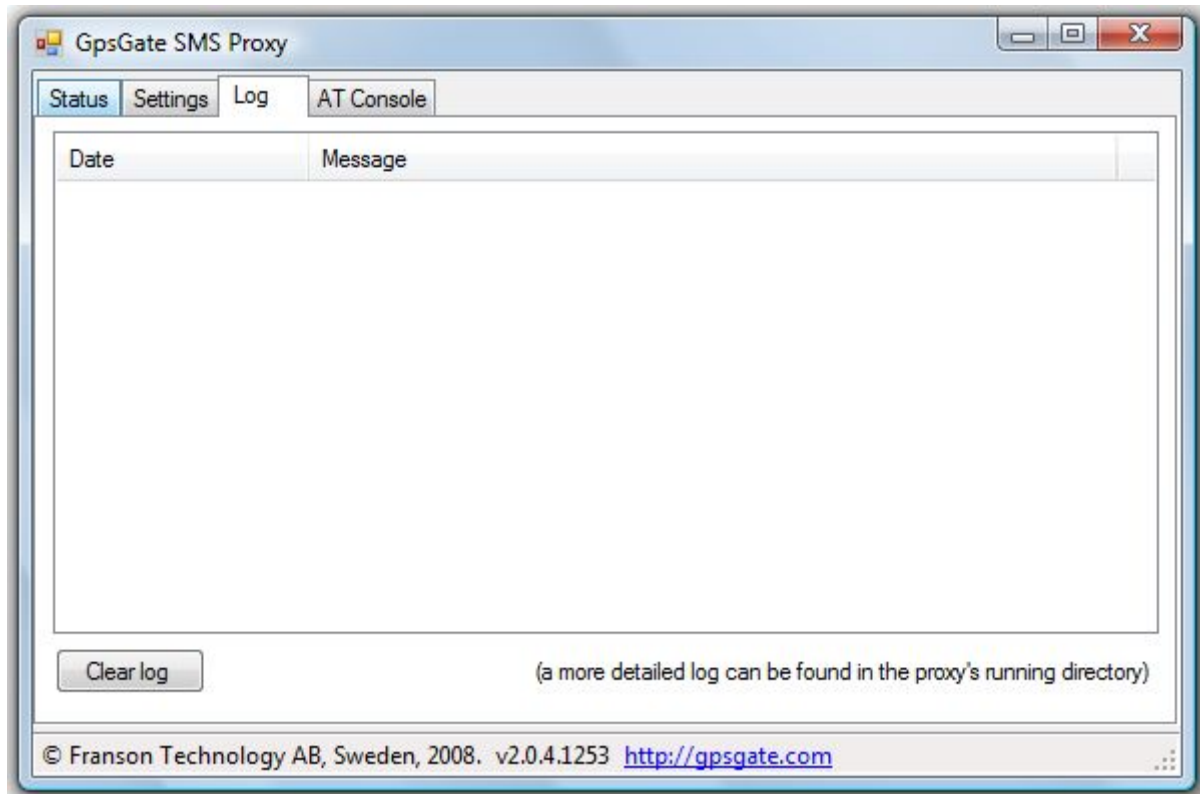 GpsGate SMS Proxy
Status Settings Log AT Console
Date Message
Clear log (a more detailed log can be found in the proxy's running directory)
© Franson Technology AB, Sweden, 2008. v2.0.4.1253 http://gpsgate.com